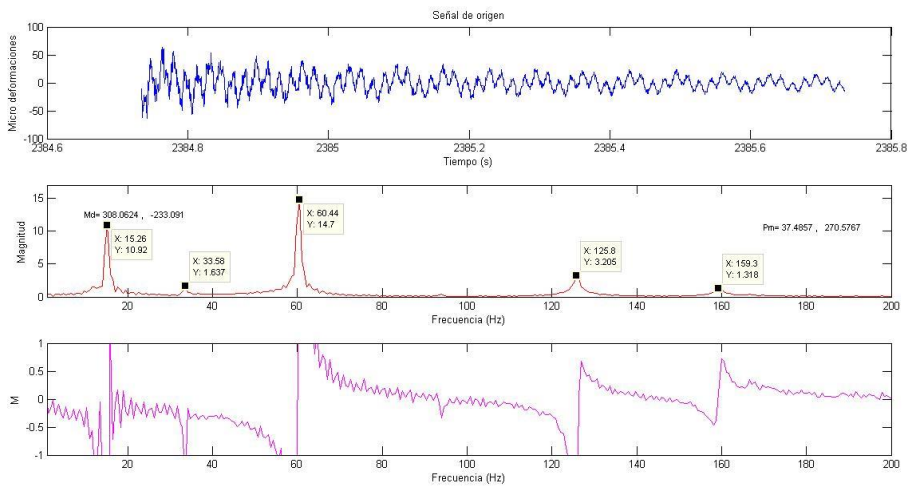 Señal de origen
Micro deformaciones
100
50
0
-50
-100
2384.6
2384.8
2385
2385.2
2385.4
2385.6
2385.8
Tiempo (s)
Magnitud
15
10
5
0
Md= 308.0624 , -233.091
Pm= 37.4857 , 270.5767
X: 15.26
Y: 10.92
X: 33.58
Y: 1.637
X: 60.44
Y: 14.7
X: 125.8
Y: 3.205
X: 159.3
Y: 1.318
20
40
60
80
100
120
140
160
180
200
Frecuencia (Hz)
M
1
0.5
0
-0.5
-1
20
40
60
80
100
120
140
160
180
200
Frecuencia (Hz)